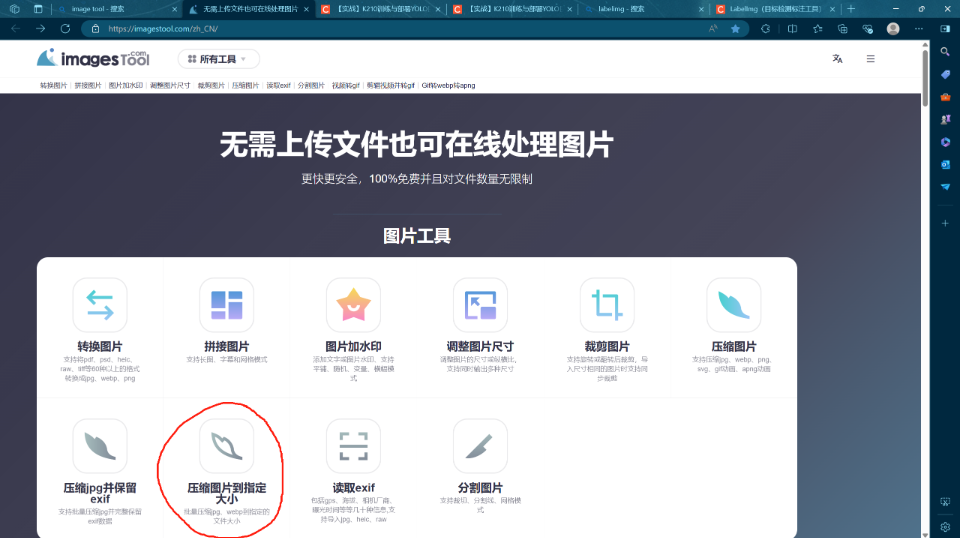 image tool - 搜索
无需上传文件也可在线处理图片
【实战】K210训练与部署YOLO
【实战】K210训练与部署YOLO
labelimg - 搜索
LabelImg（目标检测标注工具）
https://imagestool.com/zh_CN/
imagesTool.com
所有工具
转换图片 | 拼接图片 | 图片加水印 | 调整图片尺寸 | 裁剪图片 | 压缩图片 | 读取exif | 分割图片 | 视频转gif | 剪辑视频并转gif | Gif转webp转apng
无需上传文件也可在线处理图片
更快更安全，100%免费并且对文件数量无限制
图片工具
转换图片
支持将pdf、psd、heic、
raw、tiff等60种以上的格式
转换成jpg、webp、png
拼接图片
支持长图、字幕和网格模式
图片加水印
添加文字或图片水印、支持
平铺、随机、变量、横幅模
式
调整图片尺寸
调整图片的尺寸或纵横比,
支持同时输出多种尺寸
裁剪图片
支持旋转或翻转后裁剪，导
入尺寸相同的图片时支持同
步裁剪
压缩图片
支持压缩jpg、webp、png、
svg、gif动画、apng动画
压缩jpg并保留
exif
支持批量压缩jpg并完整保留
exif数据
压缩图片到指定
大小
批量压缩jpg、webp到指定的
文件大小
读取exif
包括gps、海拔、相机厂商、
曝光时间等等几十种信息,支
持导入jpg、heic、raw
分割图片
支持裁切、分割线、网格模
式